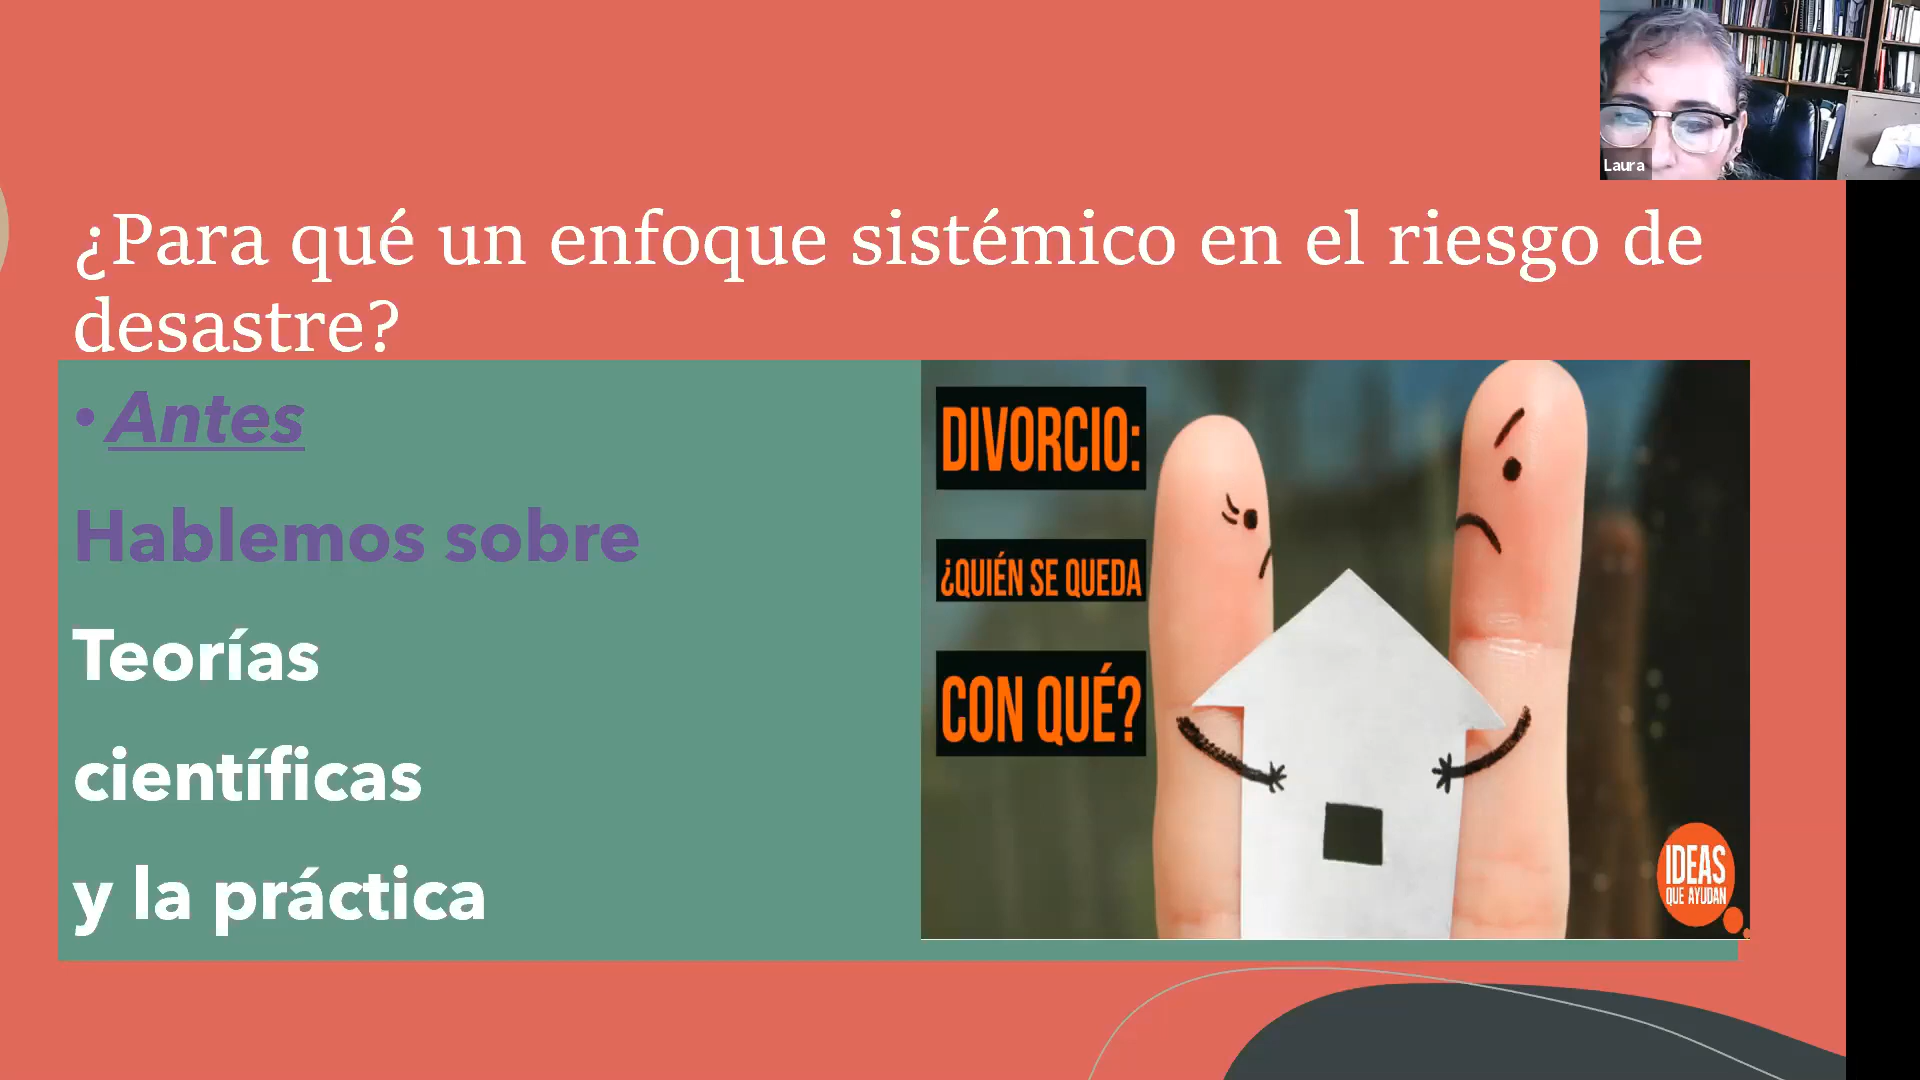 Laura
¿Para qué un enfoque sistémico en el riesgo de
desastre?
• Antes
Hablemos sobre
Teorías
científicas
y la práctica
DIVORCIO:
¿QUIÉN SE QUEDA
CON QUÉ?
IDEAS
QUE AYUDAN